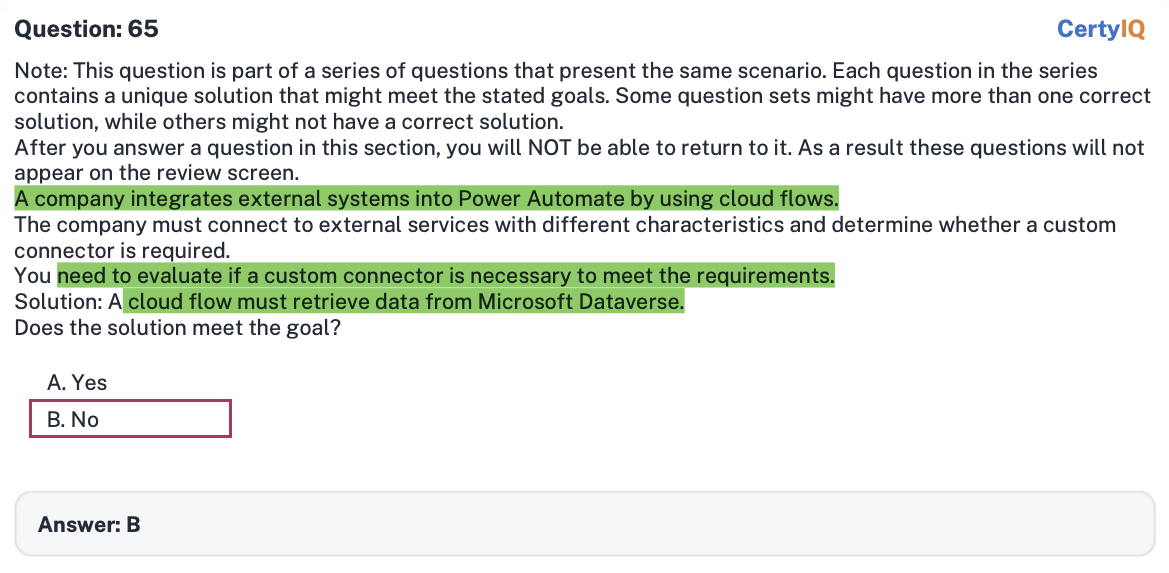 Question: 65
CertyIQ
Note: This question is part of a series of questions that present the same scenario. Each question in the series
contains a unique solution that might meet the stated goals. Some question sets might have more than one correct
solution, while others might not have a correct solution.
After you answer a question in this section, you will NOT be able to return to it. As a result these questions will not
appear on the review screen.
A company integrates external systems into Power Automate by using cloud flows.
The company must connect to external services with different characteristics and determine whether a custom
connector is required.
You need to evaluate if a custom connector is necessary to meet the requirements.
Solution: A cloud flow must retrieve data from Microsoft Dataverse.
Does the solution meet the goal?
A. Yes
B. No
Answer: B